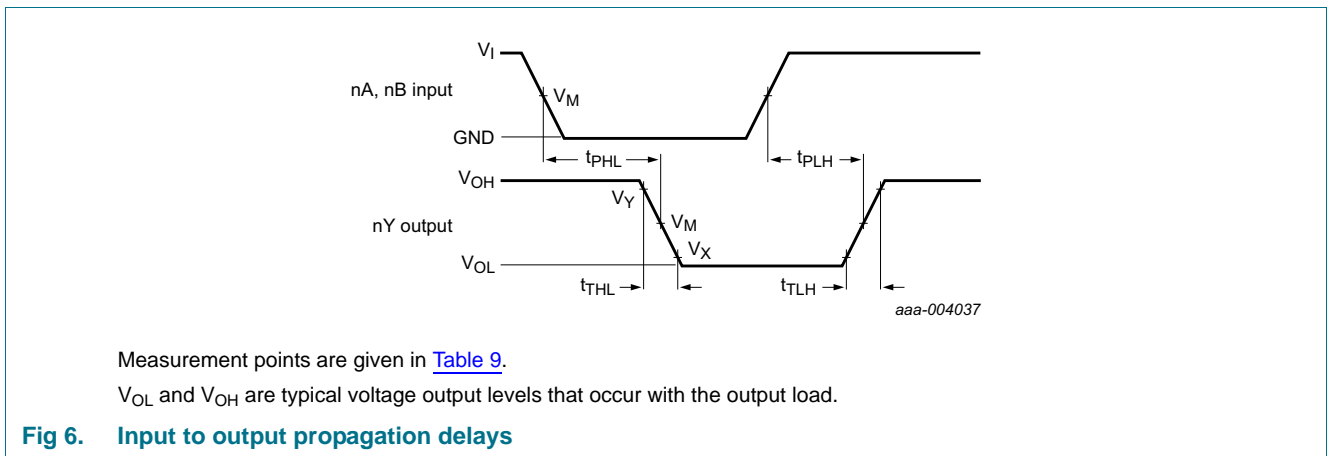 VI
nA, nB input
VM
GND
tPHL
tPLH
VOH
VY
nY output
VM
VX
VOL
tTHL
tTLH
aaa-004037
Measurement points are given in Table 9.
VOL and VOH are typical voltage output levels that occur with the output load.
Fig 6. Input to output propagation delays